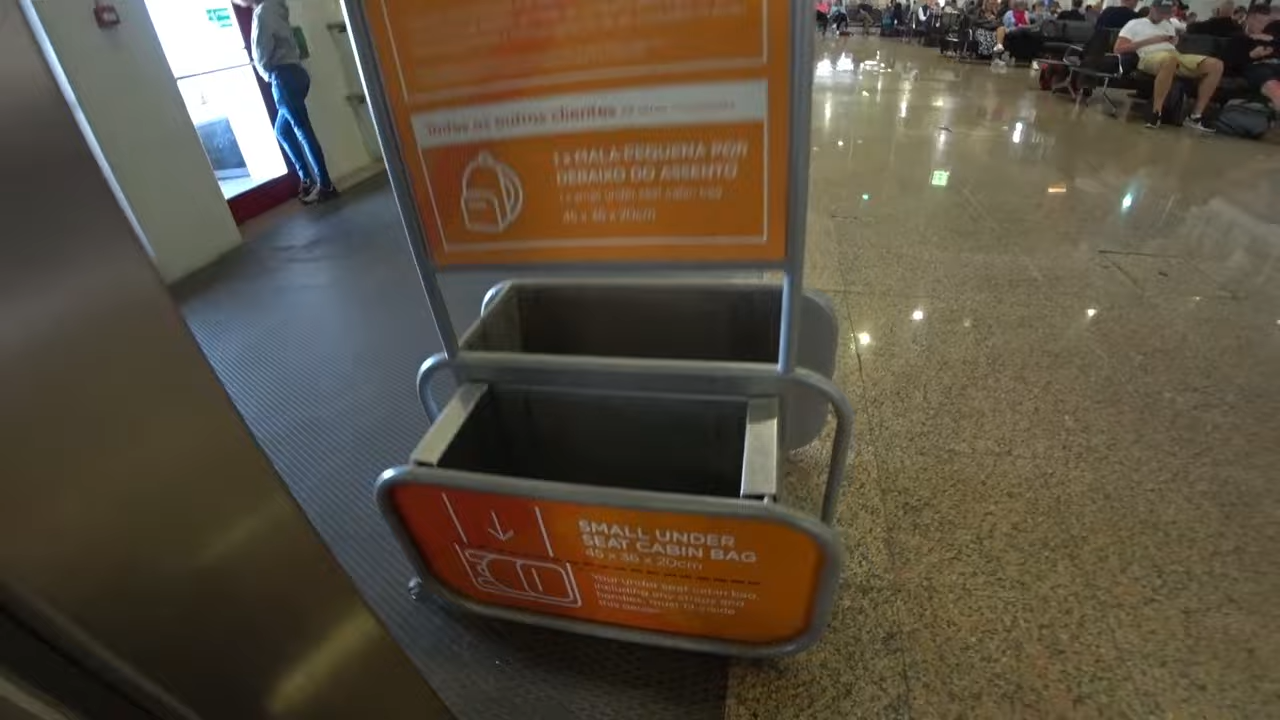 Todos os outros clientes
1 x MALA PEQUENA POR
DEBAIXO DO ASSENTO
1 x small under seat cabin bag
45 x 36 x 20cm
SMALL UNDER
SEAT CABIN BAG
45 x 36 x 20cm
Your under seat cabin bag,
including any straps and
handles, must fit inside
this